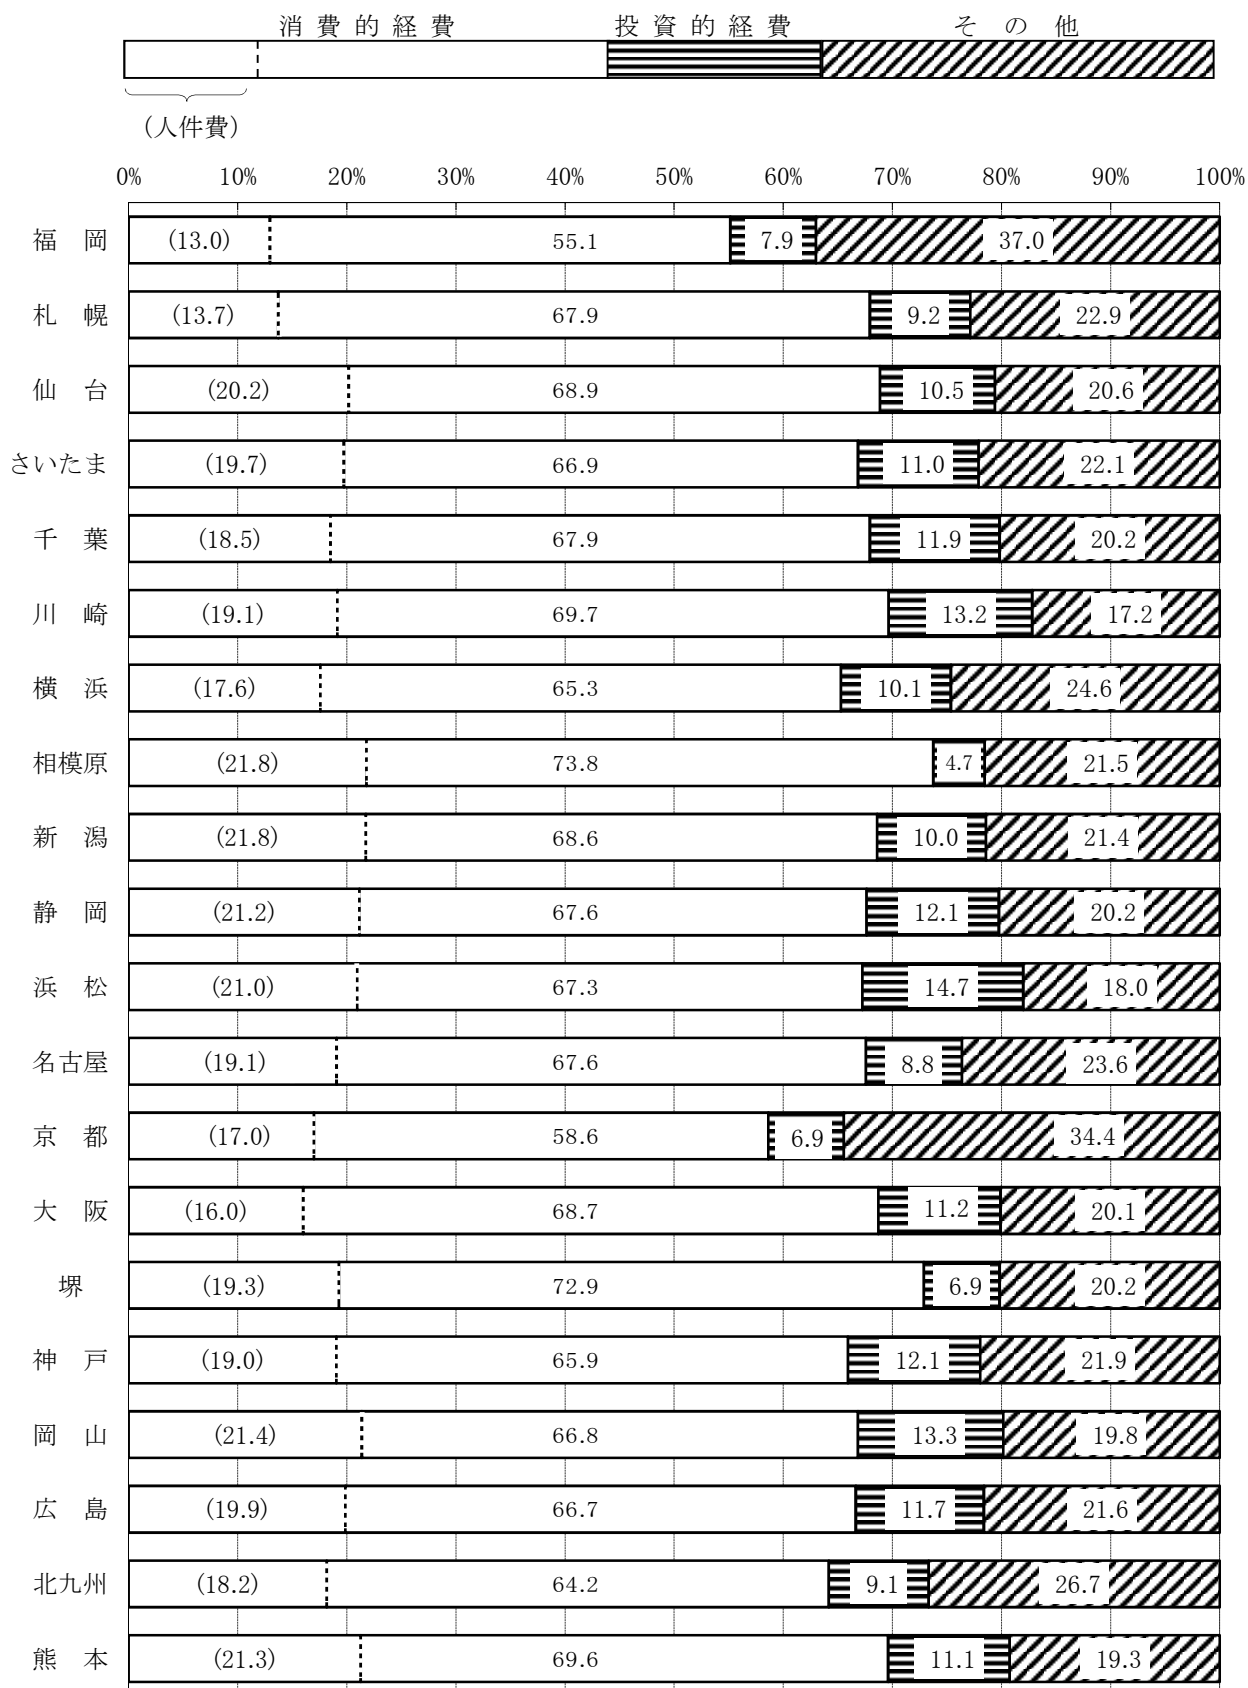 消費的経費 投資的経費 その他
(人件費)
0% 10% 20% 30% 40% 50% 60% 70% 80% 90% 100%
福岡 (13.0) 55.1 7.9 37.0
札幌 (13.7) 67.9 9.2 22.9
仙台 (20.2) 68.9 10.5 20.6
さいたま (19.7) 66.9 11.0 22.1
千葉 (18.5) 67.9 11.9 20.2
川崎 (19.1) 69.7 13.2 17.2
横浜 (17.6) 65.3 10.1 24.6
相模原 (21.8) 73.8 4.7 21.5
新潟 (21.8) 68.6 10.0 21.4
静岡 (21.2) 67.6 12.1 20.2
浜松 (21.0) 67.3 14.7 18.0
名古屋 (19.1) 67.6 8.8 23.6
京都 (17.0) 58.6 6.9 34.4
大阪 (16.0) 68.7 11.2 20.1
堺 (19.3) 72.9 6.9 20.2
神戸 (19.0) 65.9 12.1 21.9
岡山 (21.4) 66.8 13.3 19.8
広島 (19.9) 66.7 11.7 21.6
北九州 (18.2) 64.2 9.1 26.7
熊本 (21.3) 69.6 11.1 19.3